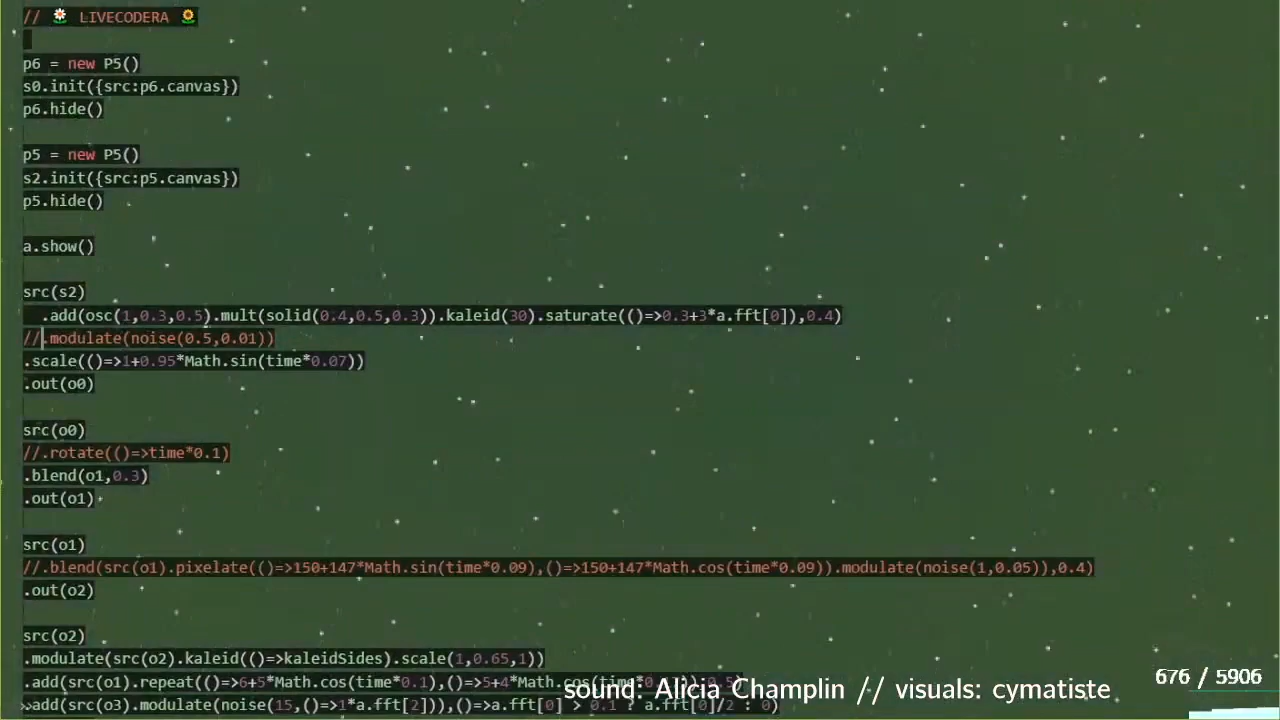 // 🌼 LIVECODERA 🌻
p6 = new P5()
s0.init({src:p6.canvas})
p6.hide()
p5 = new P5()
s2.init({src:p5.canvas})
p5.hide()
a.show()
src(s2)
.add(osc(1,0.3,0.5).mult(solid(0.4,0.5,0.3)).kaleid(30).saturate(()=>0.3+3*a.fft[0]),0.4)
//.modulate(noise(0.5,0.01))
.scale(()=>1+0.95*Math.sin(time*0.07))
.out(o0)
src(o0)
//.rotate(()=>time*0.1)
.blend(o1,0.3)
.out(o1)
src(o1)
//.blend(src(o1).pixelate(()=>150+147*Math.sin(time*0.09),()=>150+147*Math.cos(time*0.09)).modulate(noise(1,0.05)),0.4)
.out(o2)
src(o2)
.modulate(src(o2).kaleid(()=>kaleidSides).scale(1,0.65,1))
.add(src(o1).repeat(()=>6+5*Math.cos(time*0.1),()=>5+4*Math.cos(time*
.add(o3).modulate(noise(15,()=>1*a.fft[2])),()=>a.fft[0] > 0.1 ? a.fft[0]/2 : 0)
sound: Alicia Champlin // visuals: cymatiste
676 / 5906